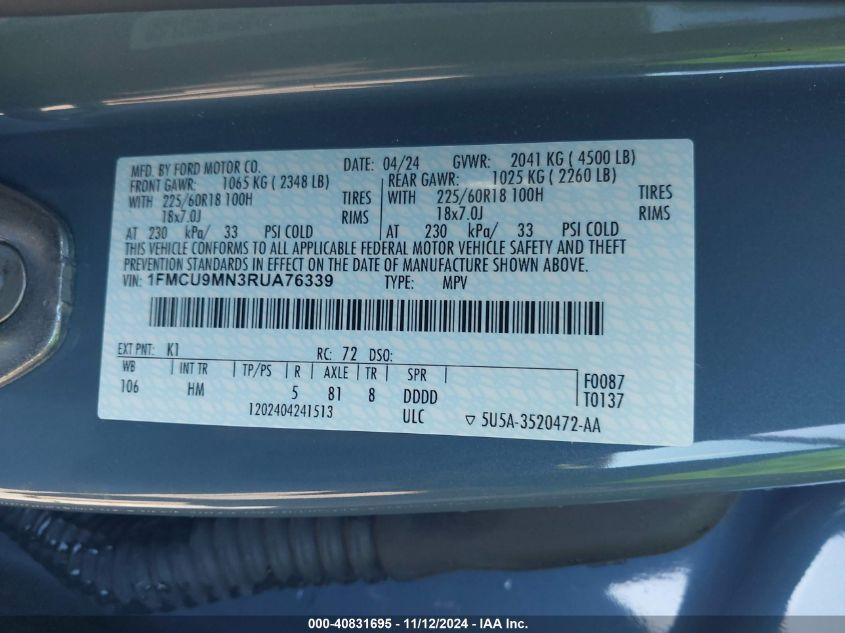 MFD. BY FORD MOTOR CO. DATE: 04/24 GVWR: 2041 KG ( 4500 LB)
FRONT GAWR: 1065 KG ( 2348 LB) REAR GAWR: 1025 KG ( 2260 LB)
WITH 225/60R18 100H TIRES WITH 225/60R18 100H TIRES
18x7.0J RIMS 18x7.0J RIMS
AT 230 kPa/ 33 PSI COLD AT 230 kPa/ 33 PSI COLD
THIS VEHICLE CONFORMS TO ALL APPLICABLE FEDERAL MOTOR VEHICLE SAFETY AND THEFT
PREVENTION STANDARDS IN EFFECT ON THE DATE OF MANUFACTURE SHOWN ABOVE.
VIN: 1FMCU9MN3RUA76339 TYPE: MPV
EXT PNT: K1 RC: 72 DSO:
WB INT TR TP/PS R AXLE TR SPR F0087
106 HM 5 81 8 DDDD T0137
1202404241513 ULC ▽ 5U5A-3520472-AA
000-40831695 - 11/12/2024 - IAA Inc.